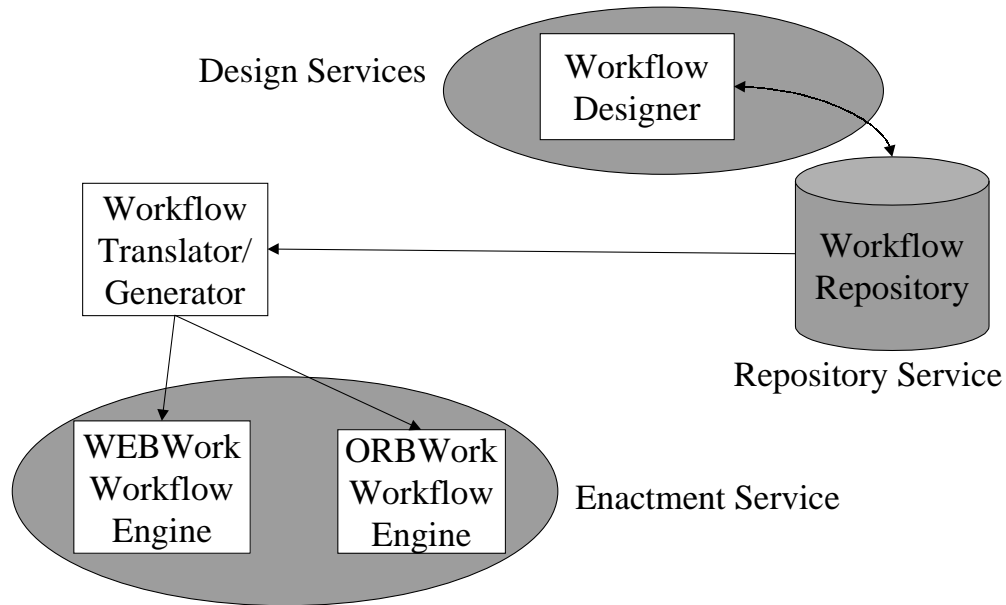 Design Services
Workflow
Designer
Workflow
Translator/
Generator
Workflow
Repository
Repository Service
WEBWork
Workflow
Engine
ORBWork
Workflow
Engine
Enactment Service